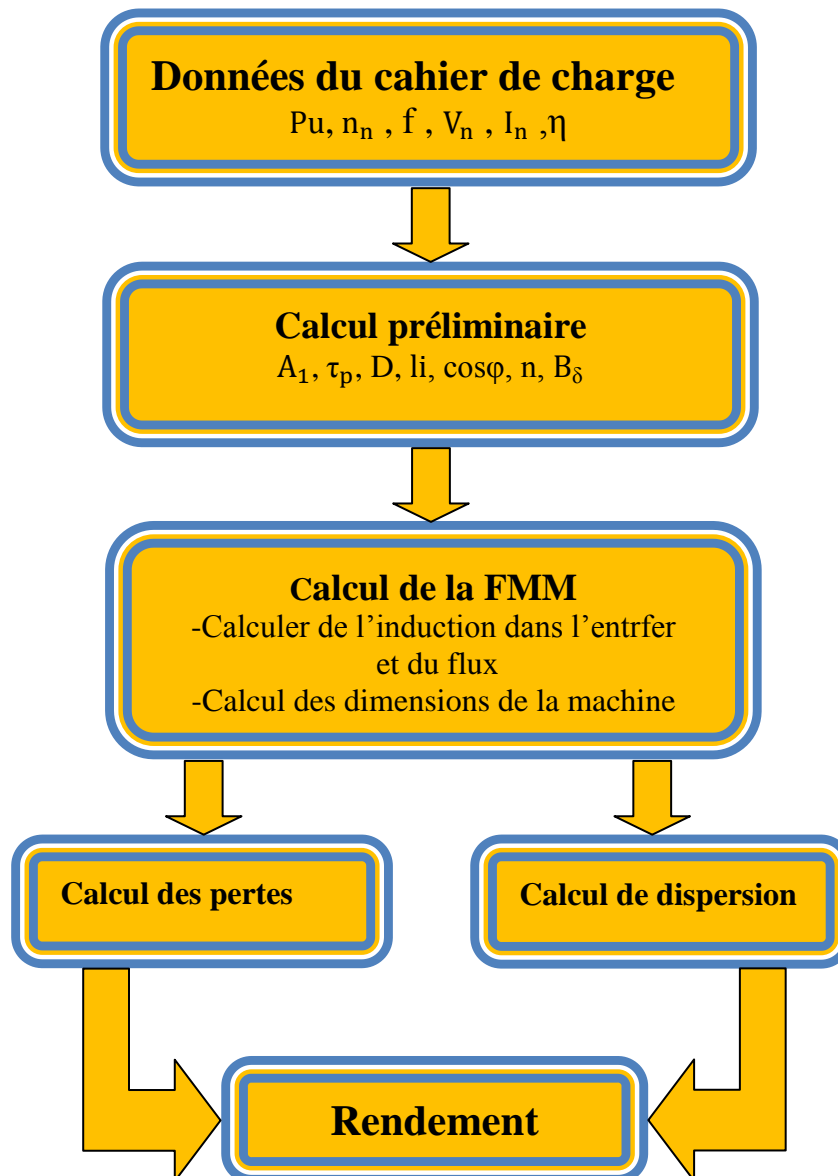 Données du cahier de charge
Pu, nₙ , f , Vₙ , Iₙ ,η
Calcul préliminaire
A₁, τₚ, D, li, cosφ, n, B_δ
Calcul de la FMM
-Calculer de l’induction dans l’entrfer
et du flux
-Calcul des dimensions de la machine
Calcul des pertes
Calcul de dispersion
Rendement